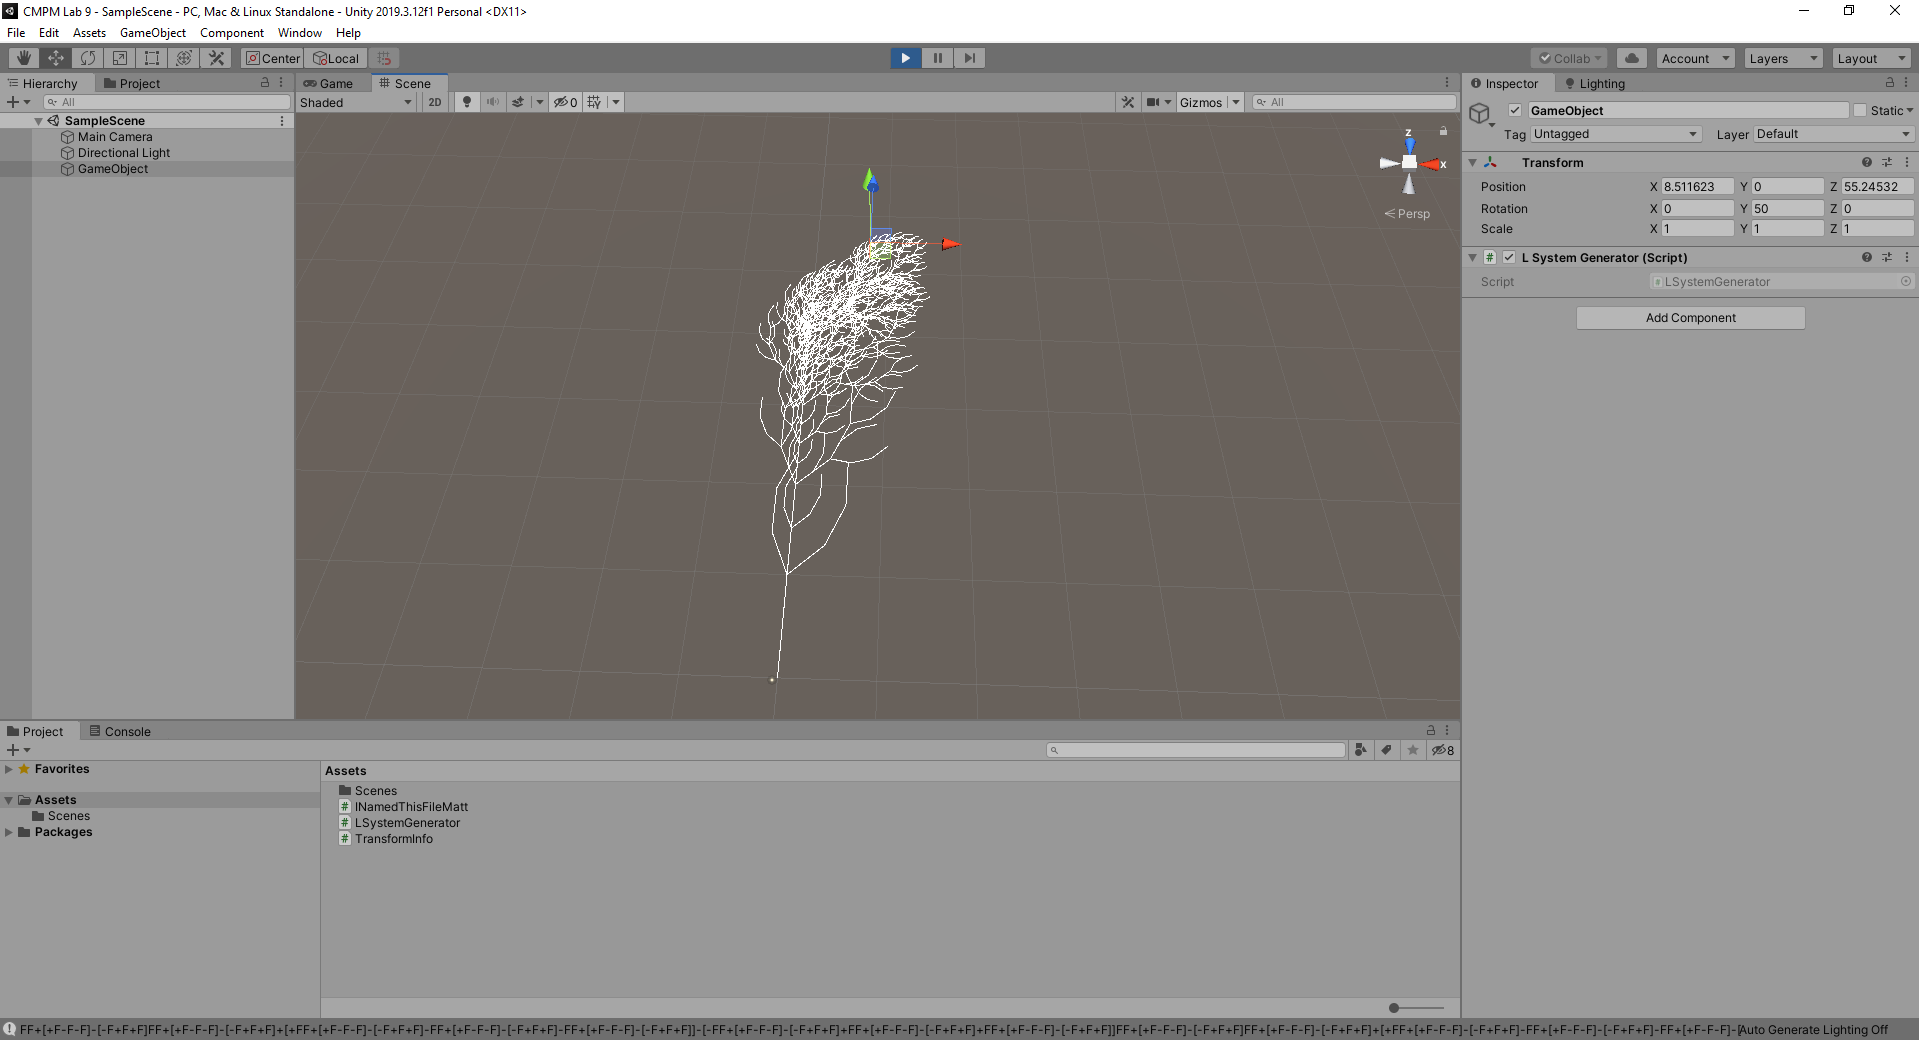 CMPM Lab 9 - SampleScene - PC, Mac & Linux Standalone - Unity 2019.3.12f1 Personal <DX11>
File Edit Assets GameObject Component Window Help
Center Local Collab Account Layers Layout
Hierarchy Project
All
SampleScene
Main Camera
Directional Light
GameObject
Game Scene
Shaded 2D 0 Gizmos All
z
x
Persp
Inspector Lighting
GameObject Static
Tag Untagged Layer Default
Transform
Position X 8.511623 Y 0 Z 55.24532
Rotation X 0 Y 50 Z 0
Scale X 1 Y 1 Z 1
# L System Generator (Script)
Script LSystemGenerator
Add Component
Project Console
8
Favorites
Assets
Scenes
Packages
Assets
Scenes
# INamedThisFileMatt
# LSystemGenerator
# TransformInfo
FF+[+F-F-F]-[-F+F+F]FF+[+F-F-F]-[-F+F+F]+[+FF+[+F-F-F]-[-F+F+F]-FF+[+F-F-F]-[-F+F+F]-FF+[+F-F-F]-[-F+F+F]]-[-FF+[+F-F-F]-[-F+F+F]+FF+[+F-F-F]-[-F+F+F]+FF+[+F-F-F]-[-F+F+F]]FF+[+F-F-F]-[-F+F+F]FF+[+F-F-F]-[-F+F+F]+[+FF+[+F-F-F]-[-F+F+F]-FF+[+F-F-F]-[-F+F+F]-FF+[+F-F-F]-[ Auto Generate Lighting Off